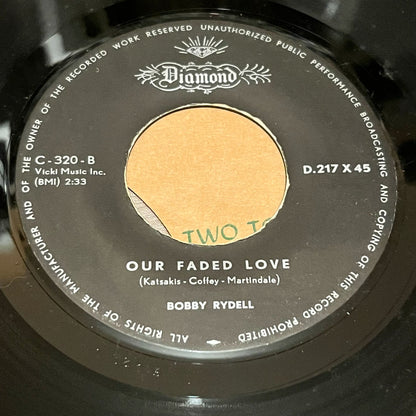 ALL RIGHTS OF THE MANUFACTURER AND OF THE OWNER OF THE RECORDED WORK RESERVED UNAUTHORIZED PUBLIC PERFORMANCE BROADCASTING AND COPYING OF THIS RECORD PROHIBITED
Diamond
C-320-B
Vicki Music Inc.
(BMI) 2:33
D.217 X 45
TWO
OUR FADED LOVE
(Katsakis - Coffey - Martindale)
BOBBY RYDELL